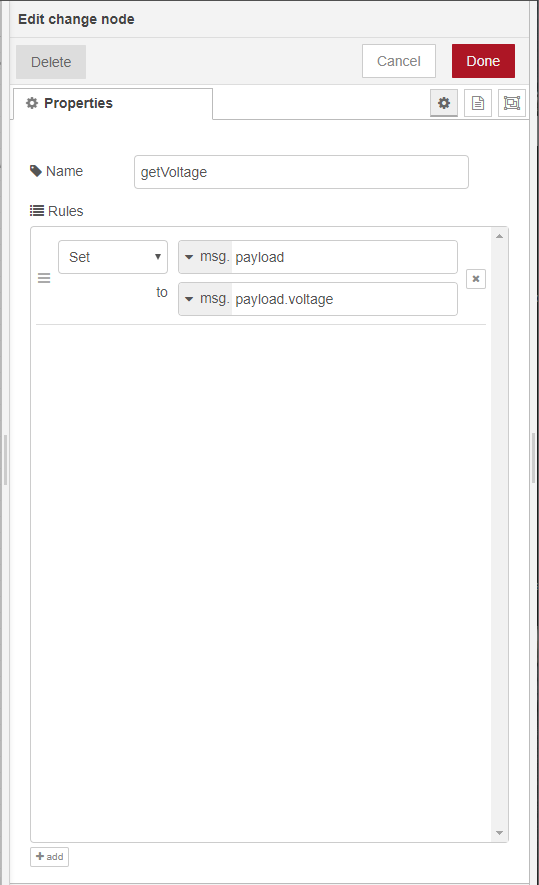 Edit change node
Delete
Cancel
Done
Properties
Name
getVoltage
Rules
Set
msg. payload
to
msg. payload.voltage
add